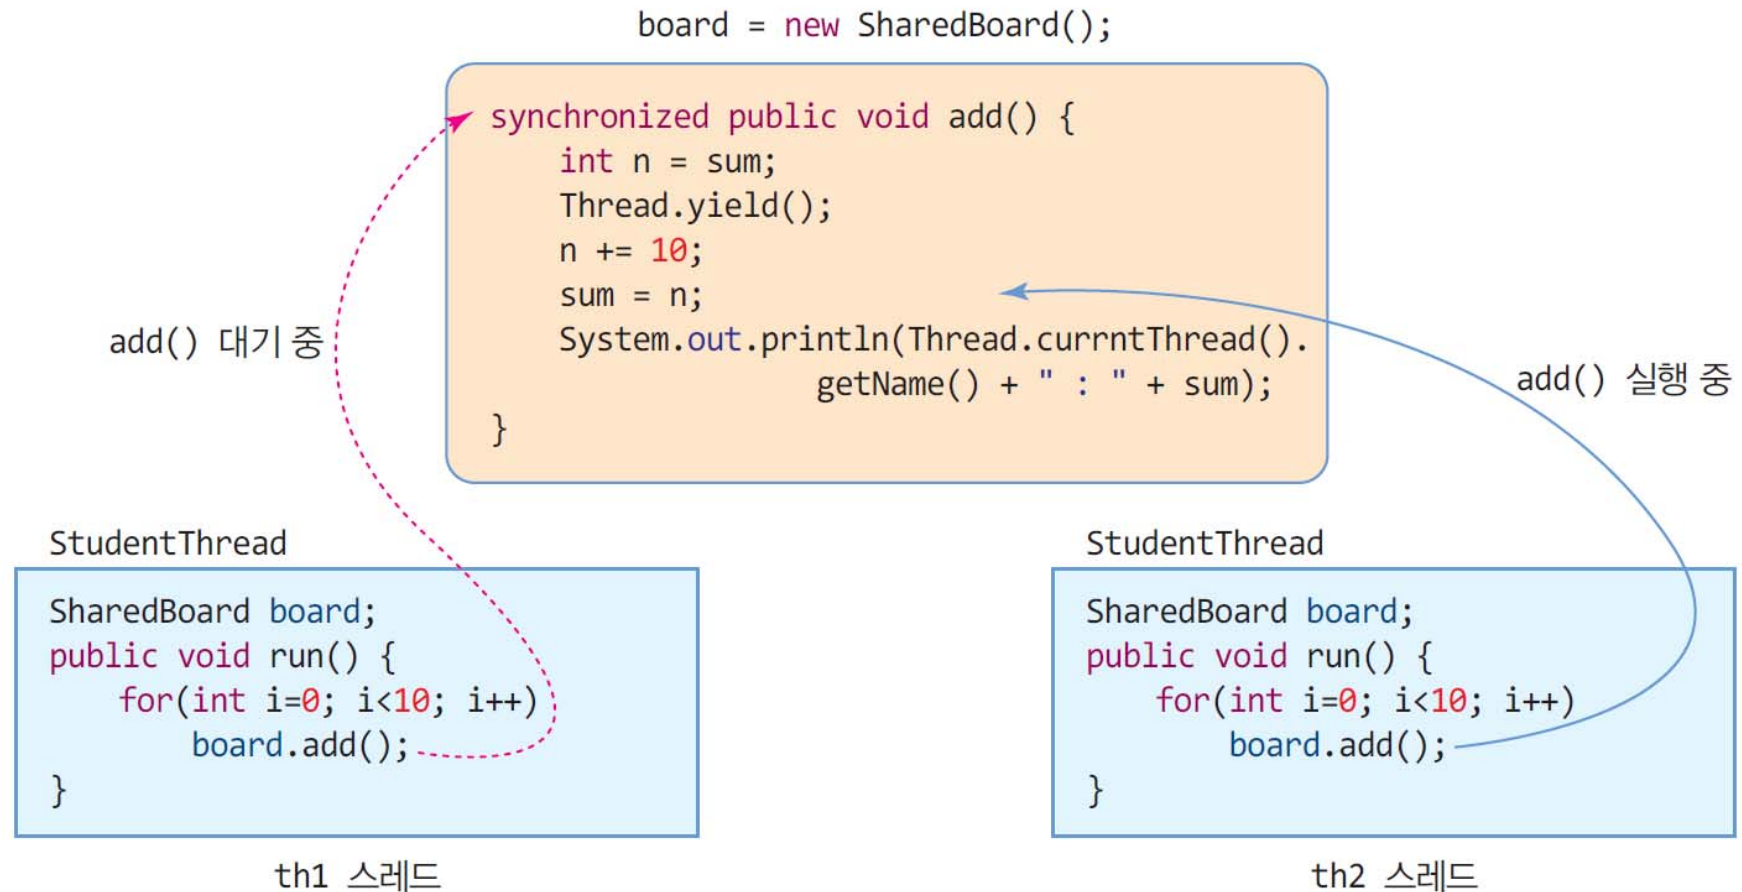 board = new SharedBoard();
synchronized public void add() {
int n = sum;
Thread.yield();
n += 10;
sum = n;
System.out.println(Thread.currntThread().
getName() + " : " + sum);
}
add() 대기 중
add() 실행 중
StudentThread
SharedBoard board;
public void run() {
for(int i=0; i<10; i++)
board.add();
}
th1 스레드
StudentThread
SharedBoard board;
public void run() {
for(int i=0; i<10; i++)
board.add();
}
th2 스레드